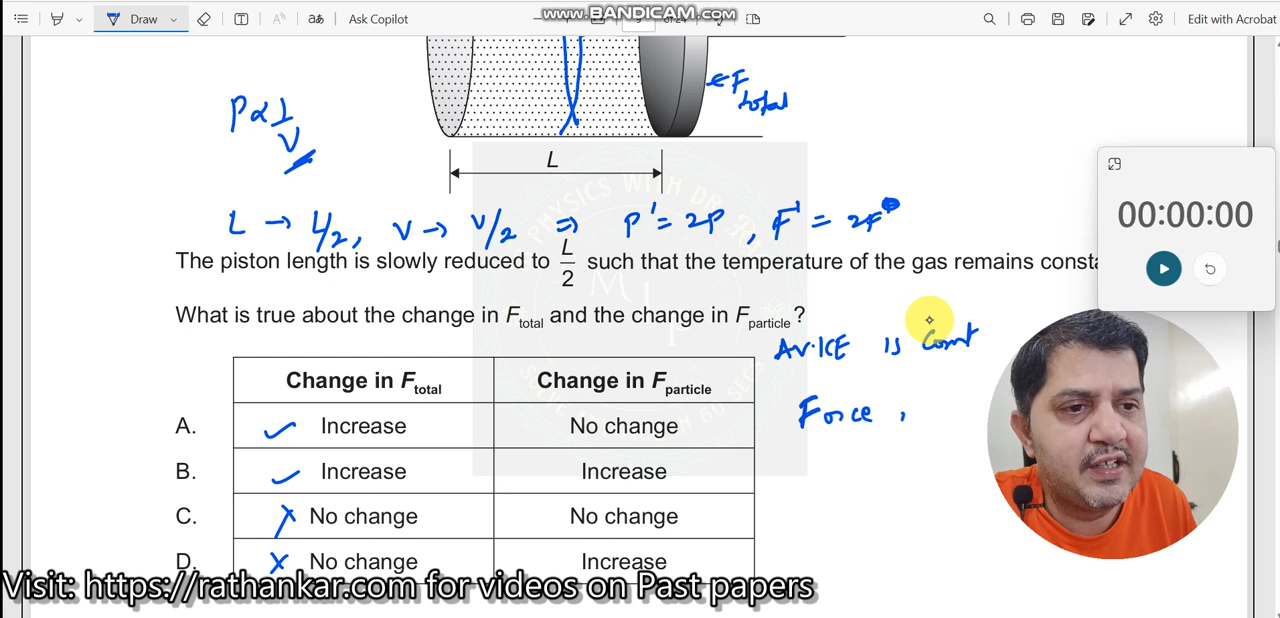 Draw
Ask Copilot
www.BANDICAM.com
Edit with Acrobat
F total
P ∝ 1/V
L
L → L/2, V → V/2 ⇒ P' = 2P, F' = 2F
The piston length is slowly reduced to L/2 such that the temperature of the gas remains consta
What is true about the change in Ftotal and the change in Fparticle?
00:00:00
AV.KE is Const
Force
Change in Ftotal Change in Fparticle
A. Increase No change
B. Increase Increase
C. No change No change
D. No change Increase
Visit: https://rathankar.com for videos on Past papers